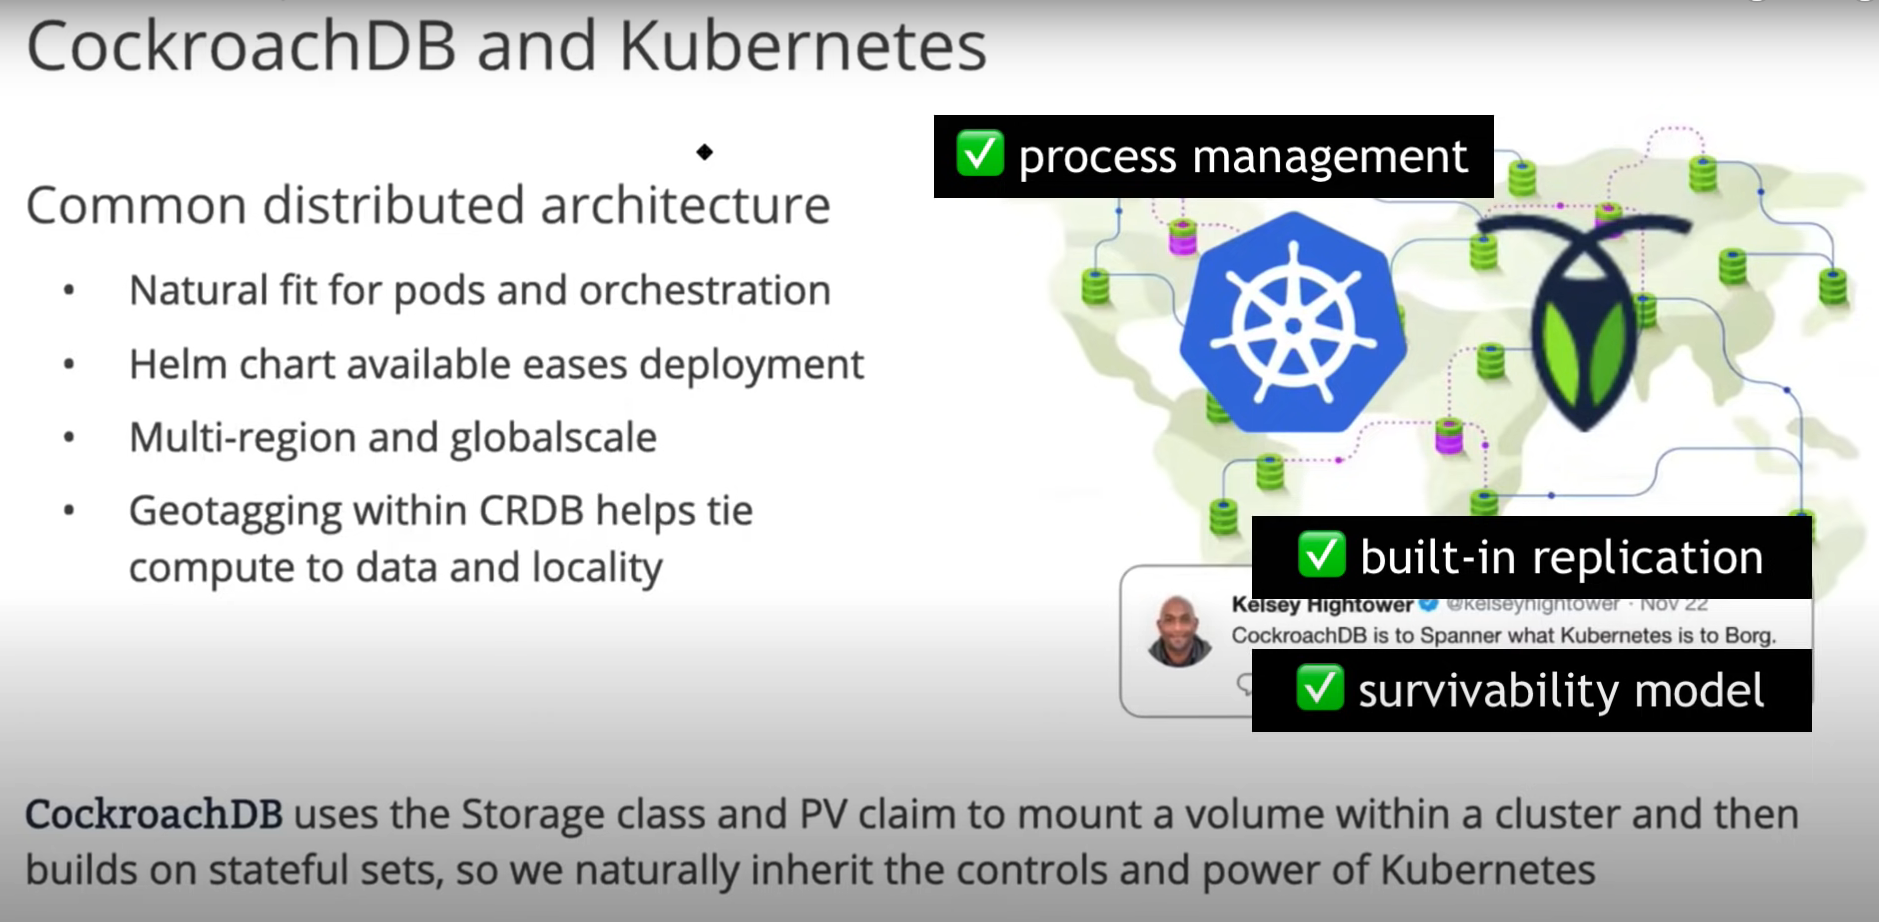 CockroachDB and Kubernetes
✅ process management
Common distributed architecture
• Natural fit for pods and orchestration
• Helm chart available eases deployment
• Multi-region and globalscale
• Geotagging within CRDB helps tie
compute to data and locality
✅ built-in replication
Kelsey Hightower @kelseyhightower · Nov 22
CockroachDB is to Spanner what Kubernetes is to Borg.
✅ survivability model
CockroachDB uses the Storage class and PV claim to mount a volume within a cluster and then
builds on stateful sets, so we naturally inherit the controls and power of Kubernetes